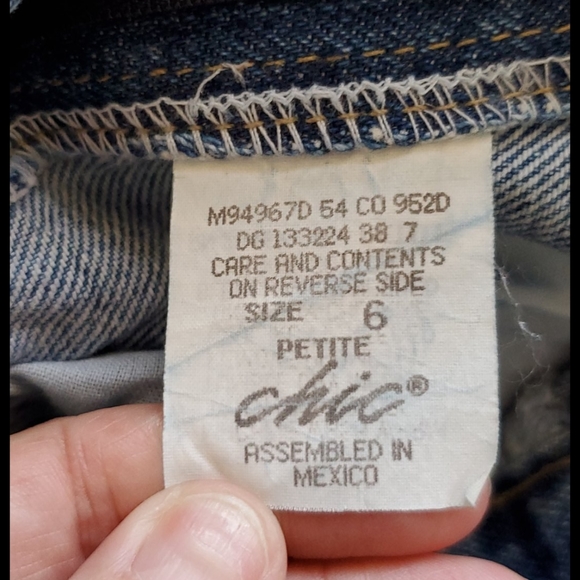 M94967D 54 CO 952D
DG 133224 38 7
CARE AND CONTENTS
ON REVERSE SIDE
SIZE 6
PETITE
chic®
ASSEMBLED IN
MEXICO